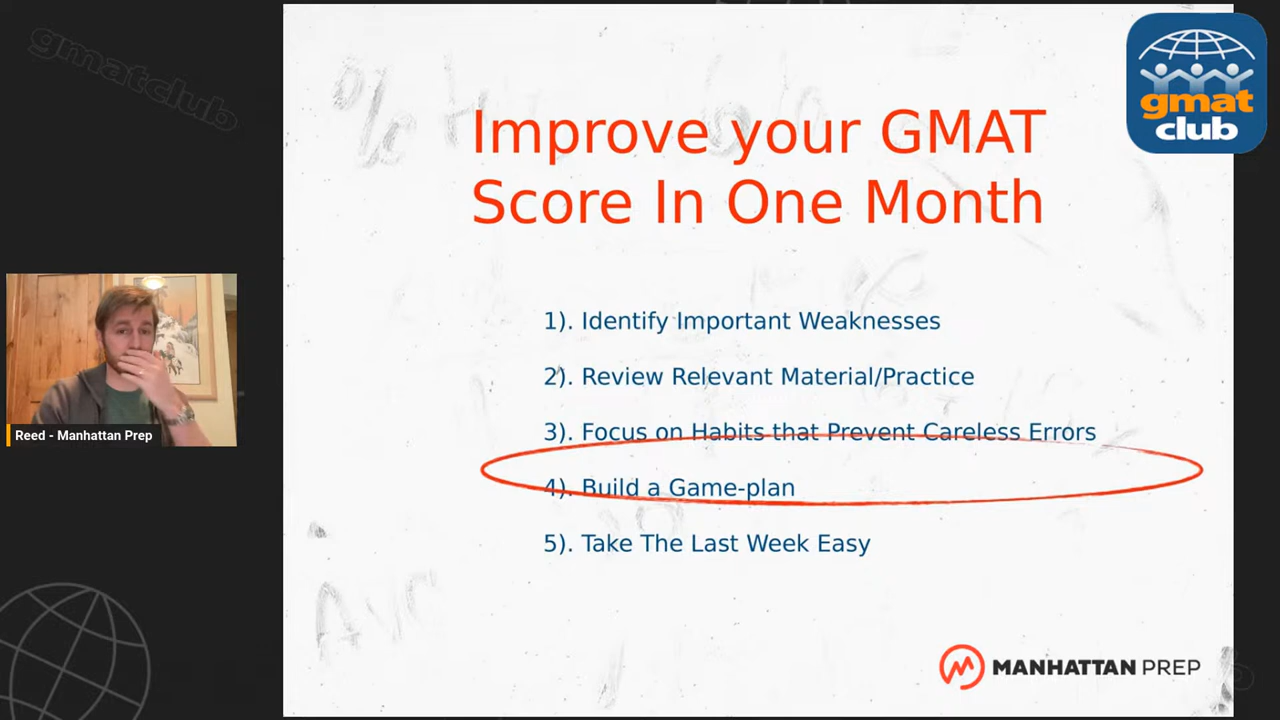 gmatclub
gmat
club
Improve your GMAT
Score In One Month
1). Identify Important Weaknesses
2). Review Relevant Material/Practice
3). Focus on Habits that Prevent Careless Errors
4). Build a Game-plan
5). Take The Last Week Easy
Reed - Manhattan Prep
MANHATTAN PREP